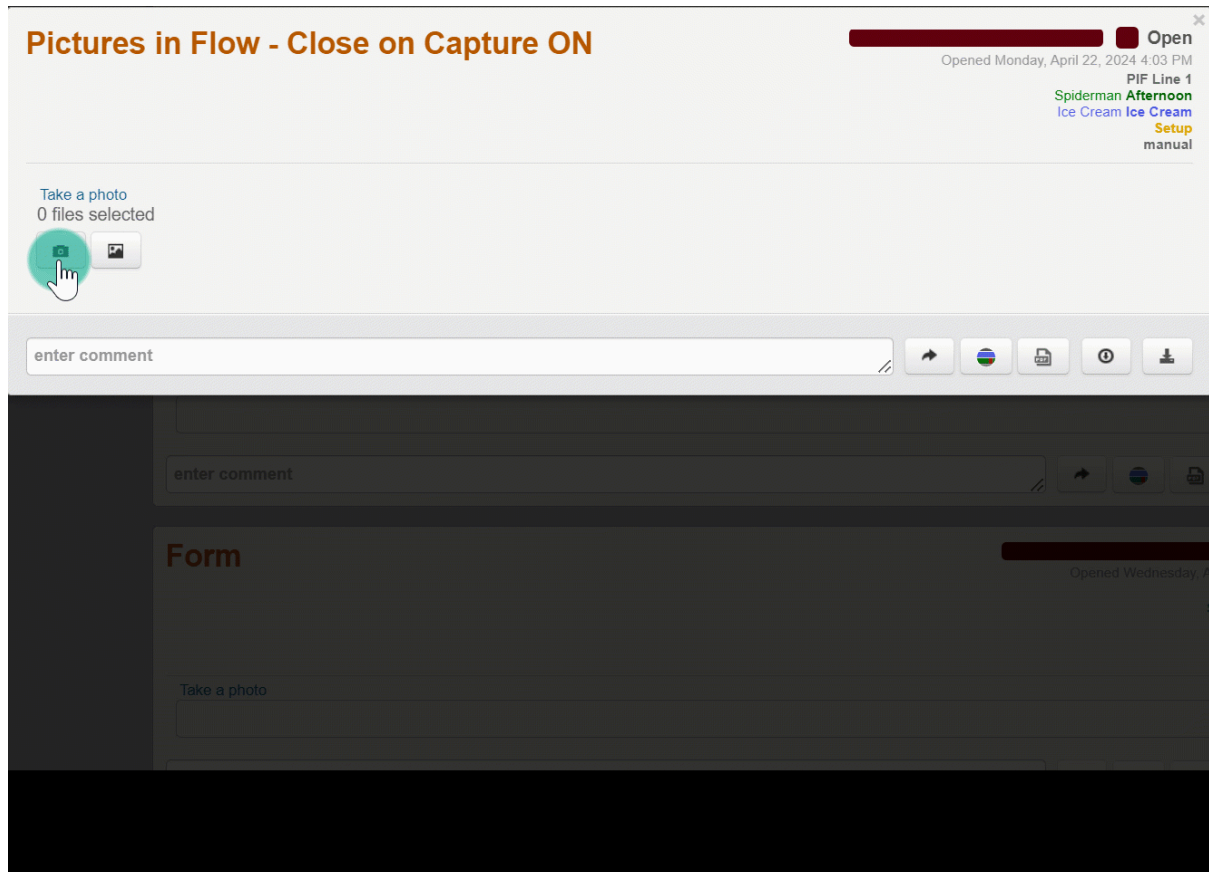 Pictures in Flow - Close on Capture ON
Open
Opened Monday, April 22, 2024 4:03 PM
PIF Line 1
Spiderman Afternoon
Ice Cream Ice Cream
Setup
manual
Take a photo
0 files selected
enter comment
enter comment
Form
Opened Wednesday, A
Take a photo